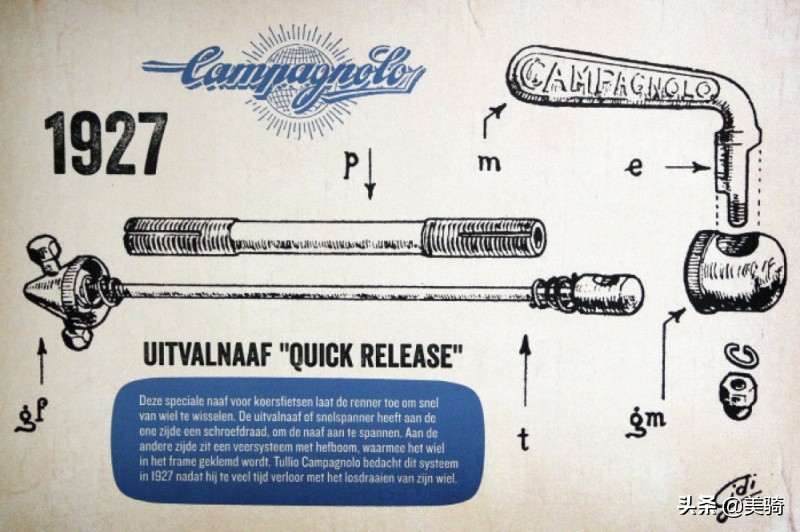 Campagnolo
1927
CAMPAGNOLO
p
m
e
gf
t
gm
C
UITVALNAAF "QUICK RELEASE"
Deze speciale naaf voor koersfietsen laat de renner toe om snel
van wiel te wisselen. De uitvalnaaf of snelspanner heeft aan de
ene zijde een schroefdraad, om de naaf aan te spannen. Aan de
andere zijde zit een veersysteem met hefboom, waarmee het wiel
in het frame geklemd wordt. Tullio Campagnolo bedacht dit systeem
in 1927 nadat hij te veel tijd verloor met het losdraaien van zijn wiel.
头条 @美骑